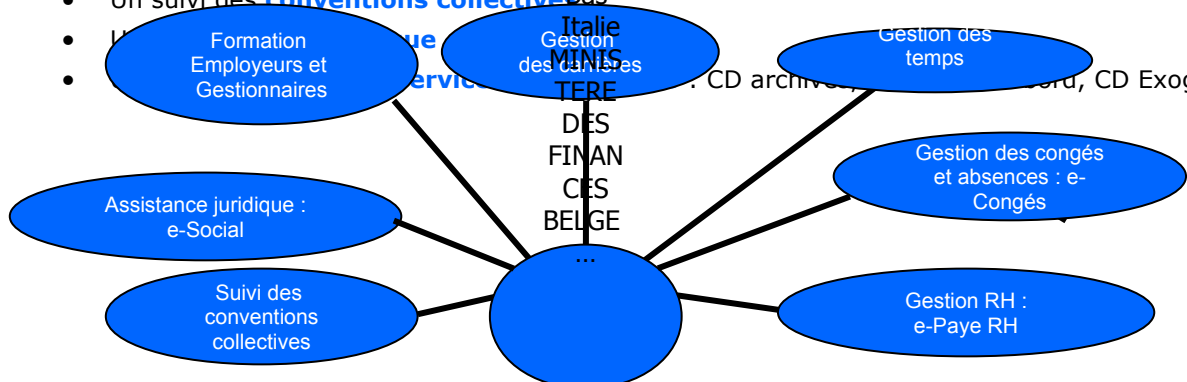 • Un suivi des conventions collectives
Italie
MINIS
TERE
DES
FINAN
CES
BELGE
...
•
• : CD archives,
CD Exog
Formation
Employeurs et
Gestionnaires
Gestion
des carrières
Gestion des
temps
Assistance juridique :
e-Social
Gestion des congés
et absences : e-
Congés
Suivi des
conventions
collectives
Gestion RH :
e-Paye RH